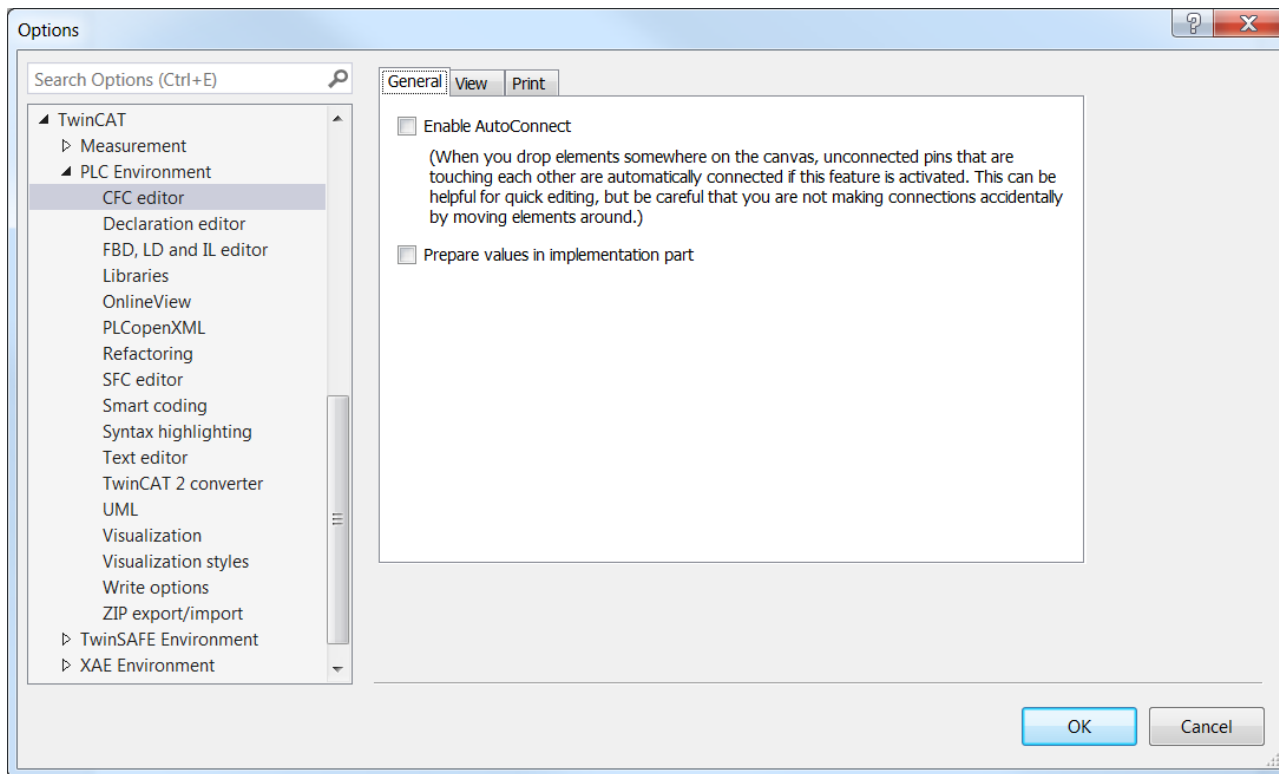 Options
Search Options (Ctrl+E)
TwinCAT
Measurement
PLC Environment
CFC editor
Declaration editor
FBD, LD and IL editor
Libraries
OnlineView
PLCopenXML
Refactoring
SFC editor
Smart coding
Syntax highlighting
Text editor
TwinCAT 2 converter
UML
Visualization
Visualization styles
Write options
ZIP export/import
TwinSAFE Environment
XAE Environment
General View Print
Enable AutoConnect
(When you drop elements somewhere on the canvas, unconnected pins that are
touching each other are automatically connected if this feature is activated. This can be
helpful for quick editing, but be careful that you are not making connections accidentally
by moving elements around.)
Prepare values in implementation part
OK Cancel